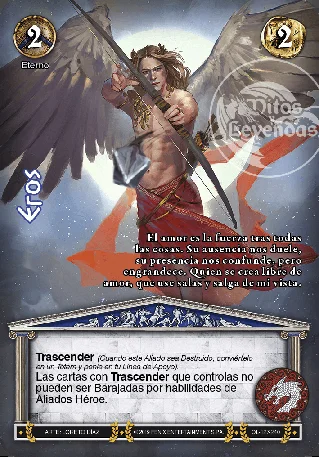 2
2
Eterno
Mitos
Leyendas
Eros
El amor es la fuerza tras todas
las cosas. Su ausencia nos duele,
su presencia nos confunde, pero
engrandece. Quien se crea libre de
amor, que use salas y salga de mi vista.
Trascender (Cuando este Aliado sea Destruido, conviértelo
en un Tótem y ponlo en tu Línea de Apoyo).
Las cartas con Trascender que controlas no
pueden ser Barajadas por habilidades de
Aliados Héroe.